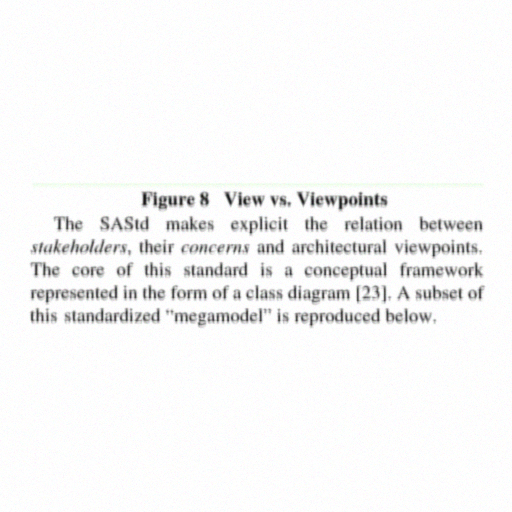 Figure 8 View vs. Viewpoints
The SAStd makes explicit the relation between
stakeholders, their concerns and architectural viewpoints.
The core of this standard is a conceptual framework
represented in the form of a class diagram [23]. A subset of
this standardized "megamodel" is reproduced below.